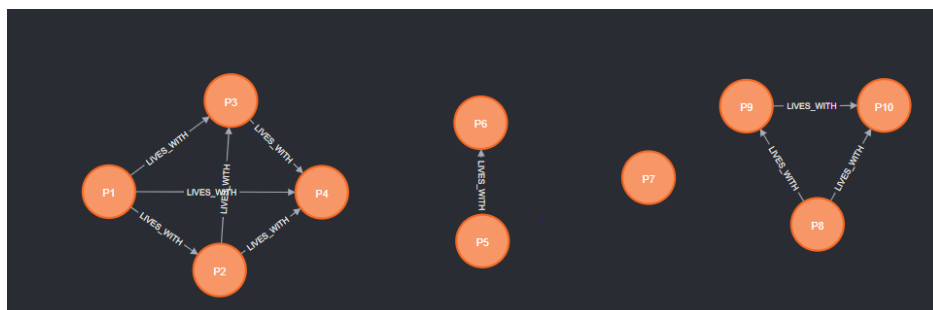 P3
LIVES_WITH
LIVES_WITH
P1
LIVES_WITH
LIVES_WITH
P4
LIVES_WITH
LIVES_WITH
P2
P6
LIVES_WITH
P5
P7
P9
LIVES_WITH
P10
LIVES_WITH
LIVES_WITH
P8